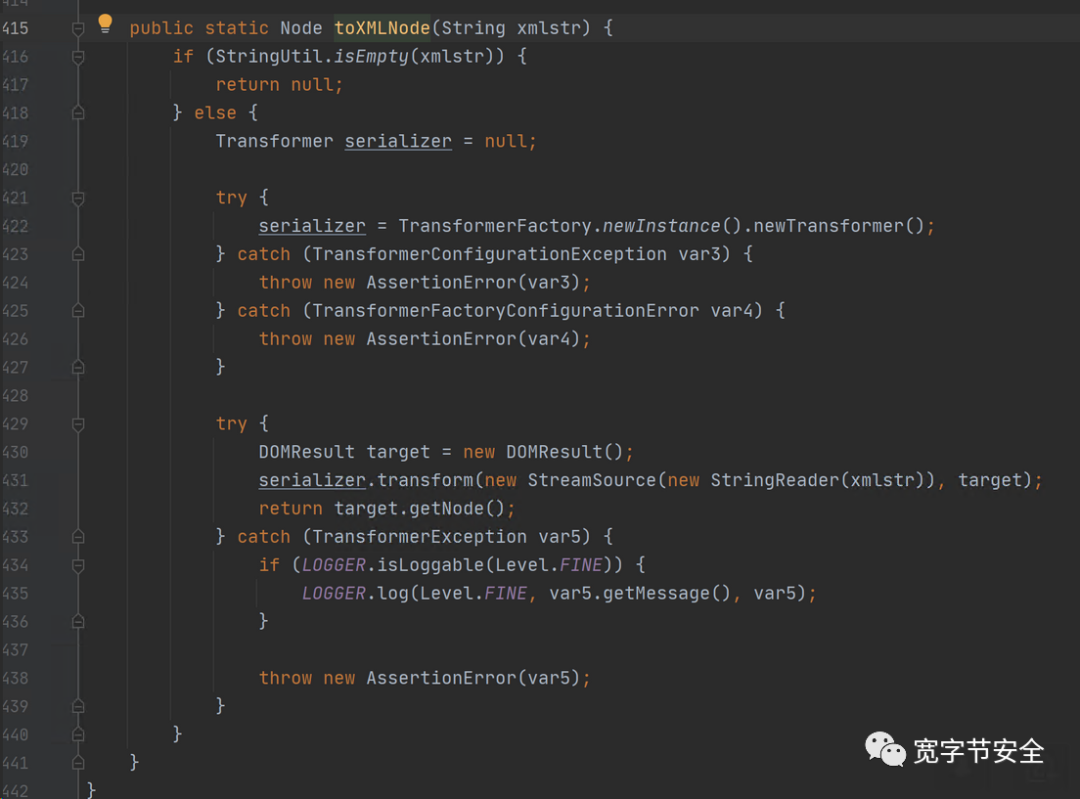 414
415 public static Node toXMLNode(String xmlstr) {
416 if (StringUtil.isEmpty(xmlstr)) {
417 return null;
418 } else {
419 Transformer serializer = null;
420
421 try {
422 serializer = TransformerFactory.newInstance().newTransformer();
423 } catch (TransformerConfigurationException var3) {
424 throw new AssertionError(var3);
425 } catch (TransformerFactoryConfigurationError var4) {
426 throw new AssertionError(var4);
427 }
428
429 try {
430 DOMResult target = new DOMResult();
431 serializer.transform(new StreamSource(new StringReader(xmlstr)), target);
432 return target.getNode();
433 } catch (TransformerException var5) {
434 if (LOGGER.isLoggable(Level.FINE)) {
435 LOGGER.log(Level.FINE, var5.getMessage(), var5);
436 }
437
438 throw new AssertionError(var5);
439 }
440 }
441 }
442 }
宽字节安全